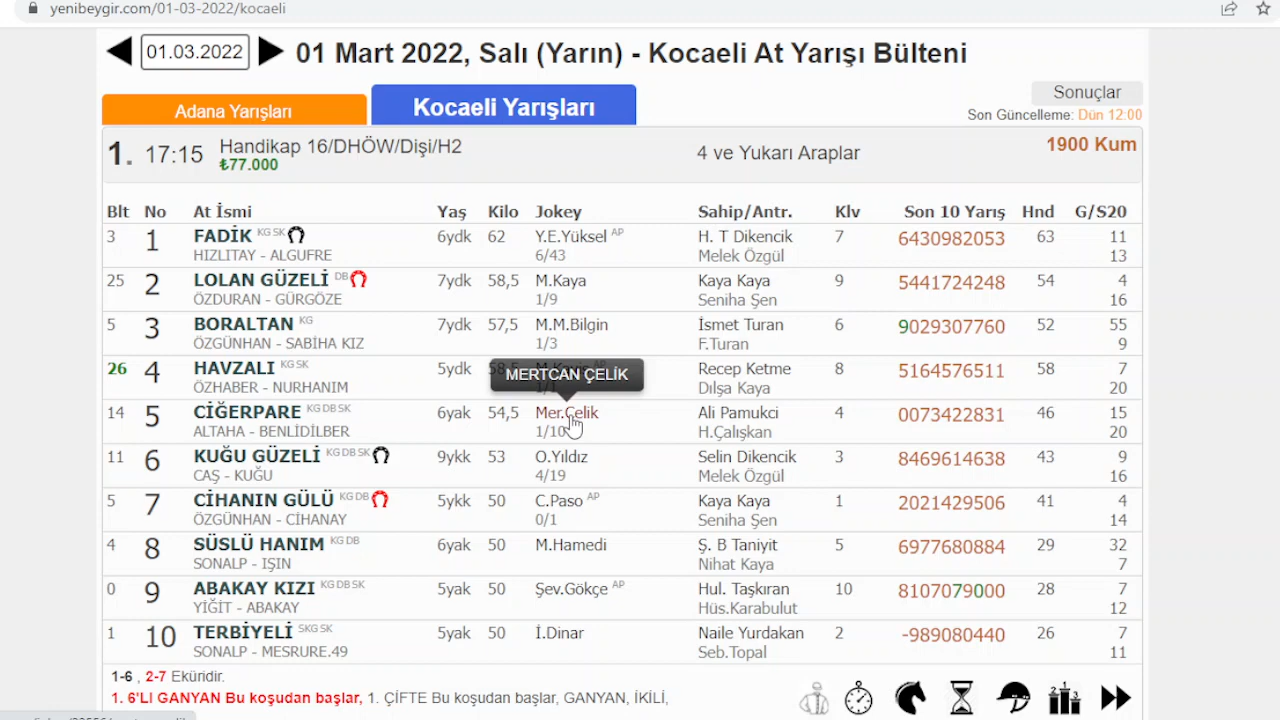 yenibeygir.com/01-03-2022/kocaeli
01.03.2022 01 Mart 2022, Salı (Yarın) - Kocaeli At Yarışı Bülteni
Sonuçlar
Adana Yarışları Kocaeli Yarışları Son Güncelleme: Dün 12:00
1. 17:15 Handikap 16/DHÖW/Dişi/H2 4 ve Yukarı Araplar 1900 Kum
₺77.000
Blt No At İsmi Yaş Kilo Jokey Sahip/Antr. Klv Son 10 Yarış Hnd G/S20
3 1 FADİK KG SK 6ydk 62 Y.E.Yüksel AP H. T Dikencik 7 6430982053 63 11
HIZLITAY - ALGUFRE 6/43 Melek Özgül 13
25 2 LOLAN GÜZELİ DB 7ydk 58,5 M.Kaya Kaya Kaya 9 5441724248 54 4
ÖZDURAN - GÜRGÖZE 1/9 Seniha Şen 16
5 3 BORALTAN KG 7ydk 57,5 M.M.Bilgin İsmet Turan 6 9029307760 52 55
ÖZGÜNHAN - SABİHA KIZ 1/3 F.Turan 9
26 4 HAVZALI KG SK 5ydk Recep Ketme 8 5164576511 58 7
MERTCAN ÇELİK
ÖZHABER - NURHANIM Dılşa Kaya 20
14 5 CİĞERPARE KG DB SK 6yak 54,5 Mer.Çelik Ali Pamukci 4 0073422831 46 15
ALTAHA - BENLİDİLBER 1/10 H.Çalışkan 20
11 6 KUĞU GÜZELİ KG DB SK 9ykk 53 O.Yıldız Selin Dikencik 3 8469614638 43 9
CAŞ - KUĞU 4/19 Melek Özgül 16
5 7 CİHANIN GÜLÜ KG DB 5ykk 50 C.Paso AP Kaya Kaya 1 2021429506 41 4
ÖZGÜNHAN - CİHANAY 0/1 Seniha Şen 14
4 8 SÜSLÜ HANIM KG DB 6yak 50 M.Hamedi Ş. B Taniyit 5 6977680884 29 32
SONALP - IŞIN Nihat Kaya 7
0 9 ABAKAY KIZI KG DB SK 5yak 50 Şev.Gökçe AP Hul. Taşkıran 10 8107079000 28 7
YİĞİT - ABAKAY Hüs.Karabulut 12
1 10 TERBİYELİ SKG SK 5yak 50 İ.Dinar Naile Yurdakan 2 -989080440 26 7
SONALP - MESRURE.49 Seb.Topal 11
1-6 , 2-7 Eküridir.
1. 6'LI GANYAN Bu koşudan başlar, 1. ÇİFTE Bu koşudan başlar, GANYAN, İKİLİ,